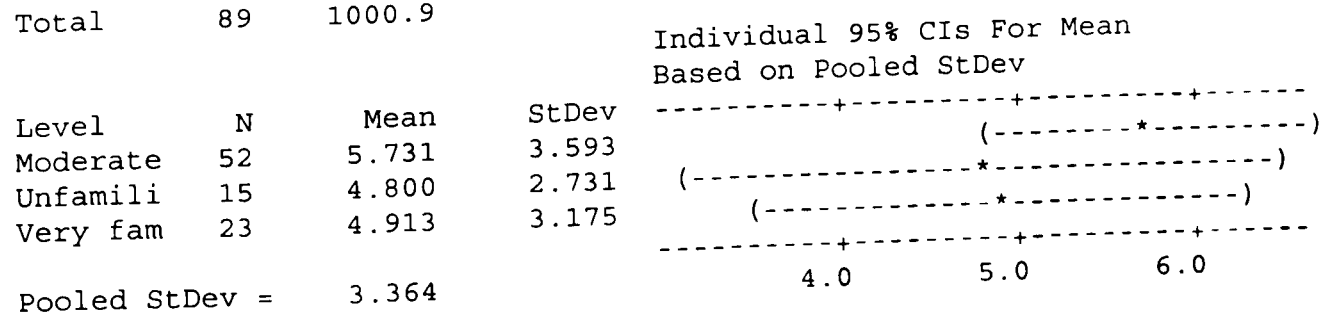 Total 89 1000.9
Individual 95% CIs For Mean
Based on Pooled StDev
Level N Mean StDev ----------+---------+---------+------
Moderate 52 5.731 3.593 (--------*---------)
Unfamili 15 4.800 2.731 (----------------*----------------)
Very fam 23 4.913 3.175 (-------------*-------------)
----------+---------+---------+------
Pooled StDev = 3.364 4.0 5.0 6.0